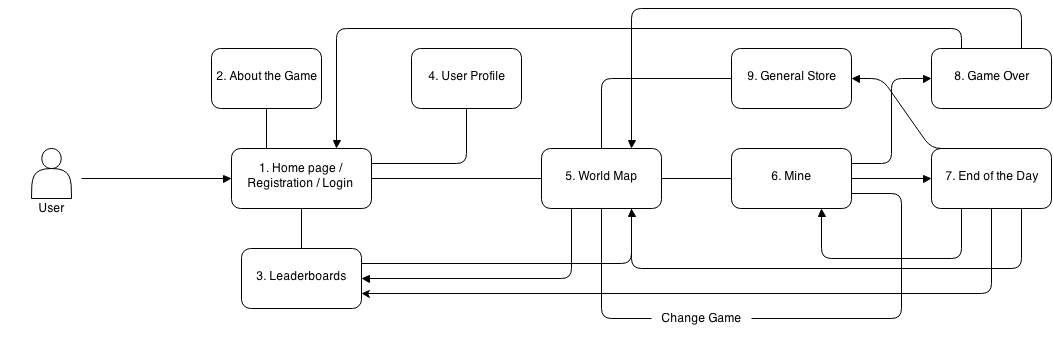 2. About the Game
4. User Profile
9. General Store
8. Game Over
1. Home page /
Registration / Login
5. World Map
6. Mine
7. End of the Day
User
3. Leaderboards
Change Game